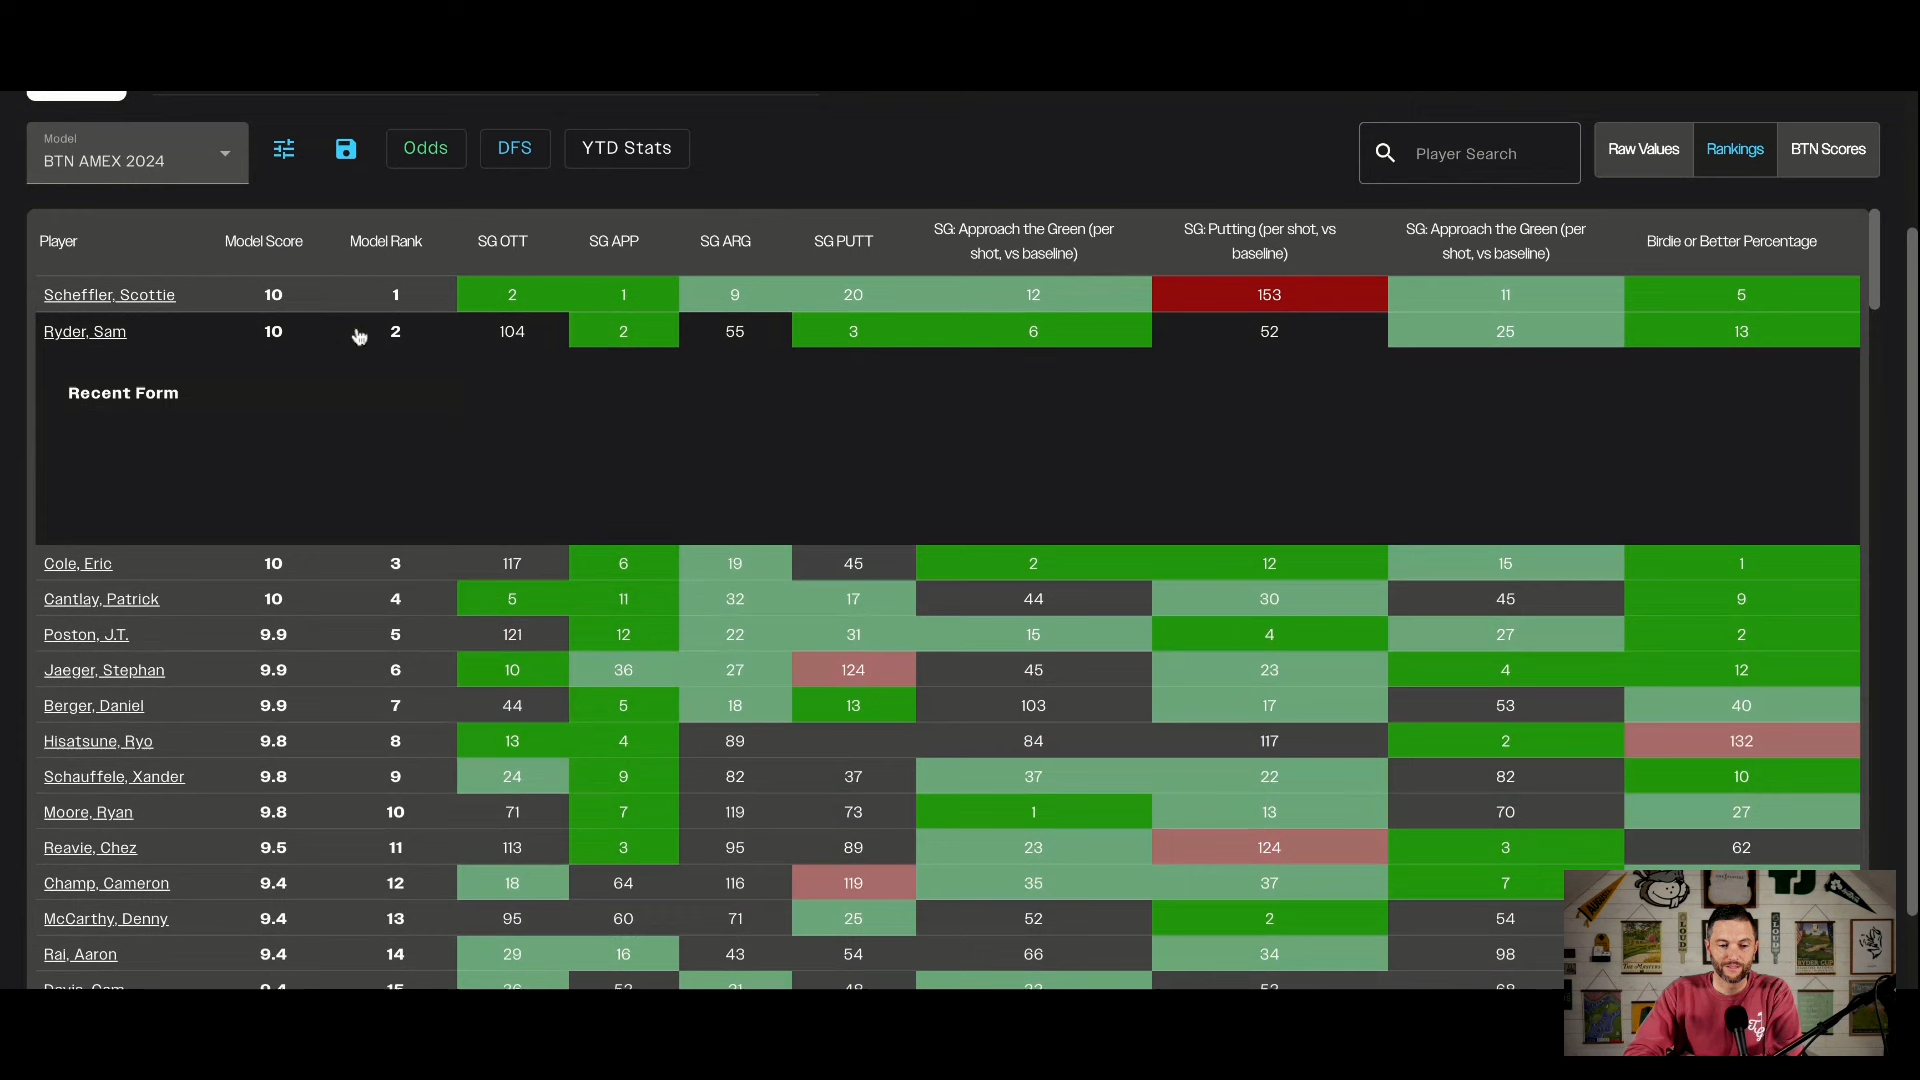 Model
BTN AMEX 2024
Odds DFS YTD Stats
Player Search
Raw Values Rankings BTN Scores
Player Model Score Model Rank SG OTT SG APP SG ARG SG PUTT SG: Approach the Green (per shot, vs baseline) SG: Putting (per shot, vs baseline) SG: Approach the Green (per shot, vs baseline) Birdie or Better Percentage
Scheffler, Scottie 10 1 2 1 9 20 12 153 11 5
Ryder, Sam 10 2 104 2 55 3 6 52 25 13
Recent Form
Cole, Eric 10 3 117 6 19 45 2 12 15 1
Cantlay, Patrick 10 4 5 11 32 17 44 30 45 9
Poston, J.T. 9.9 5 121 12 22 31 15 4 27 2
Jaeger, Stephan 9.9 6 10 36 27 124 45 23 4 12
Berger, Daniel 9.9 7 44 5 18 13 103 17 53 40
Hisatsune, Ryo 9.8 8 13 4 89 84 117 2 132
Schauffele, Xander 9.8 9 24 9 82 37 37 22 82 10
Moore, Ryan 9.8 10 71 7 119 73 1 13 70 27
Reavie, Chez 9.5 11 113 3 95 89 23 124 3 62
Champ, Cameron 9.4 12 18 64 116 119 35 37 7
McCarthy, Denny 9.4 13 95 60 71 25 52 2 54
Rai, Aaron 9.4 14 29 16 43 54 66 34 98